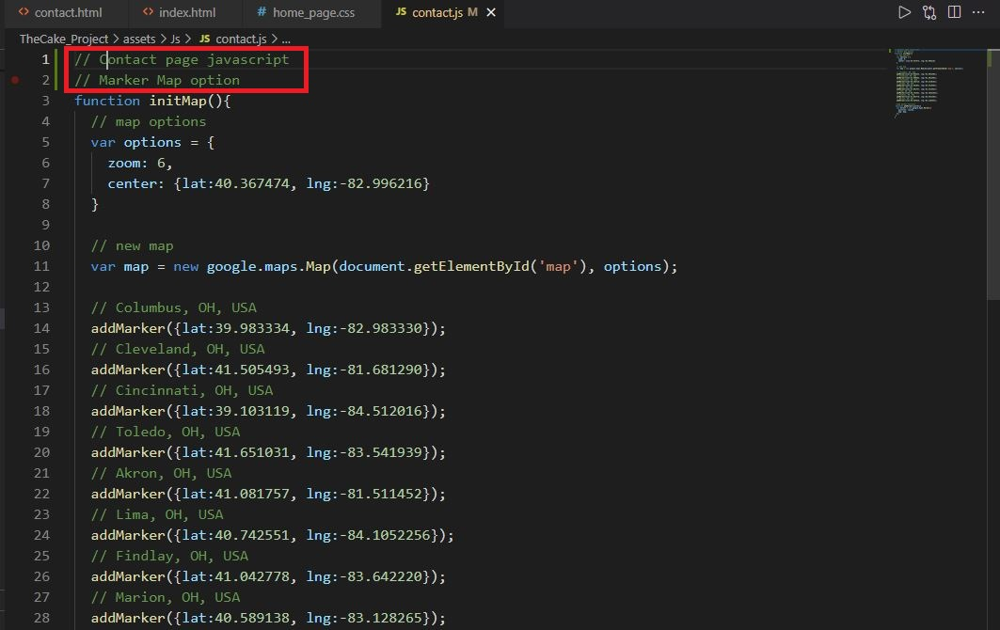 <> contact.html <> index.html # home_page.css JS contact.js M ×
TheCake_Project > assets > Js > JS contact.js > ...
1 // Contact page javascript
2 // Marker Map option
3 function initMap(){
4 // map options
5 var options = {
6 zoom: 6,
7 center: {lat:40.367474, lng:-82.996216}
8 }
9
10 // new map
11 var map = new google.maps.Map(document.getElementById('map'), options);
12
13 // Columbus, OH, USA
14 addMarker({lat:39.983334, lng:-82.983330});
15 // Cleveland, OH, USA
16 addMarker({lat:41.505493, lng:-81.681290});
17 // Cincinnati, OH, USA
18 addMarker({lat:39.103119, lng:-84.512016});
19 // Toledo, OH, USA
20 addMarker({lat:41.651031, lng:-83.541939});
21 // Akron, OH, USA
22 addMarker({lat:41.081757, lng:-81.511452});
23 // Lima, OH, USA
24 addMarker({lat:40.742551, lng:-84.1052256});
25 // Findlay, OH, USA
26 addMarker({lat:41.042778, lng:-83.642220});
27 // Marion, OH, USA
28 addMarker({lat:40.589138, lng:-83.128265});